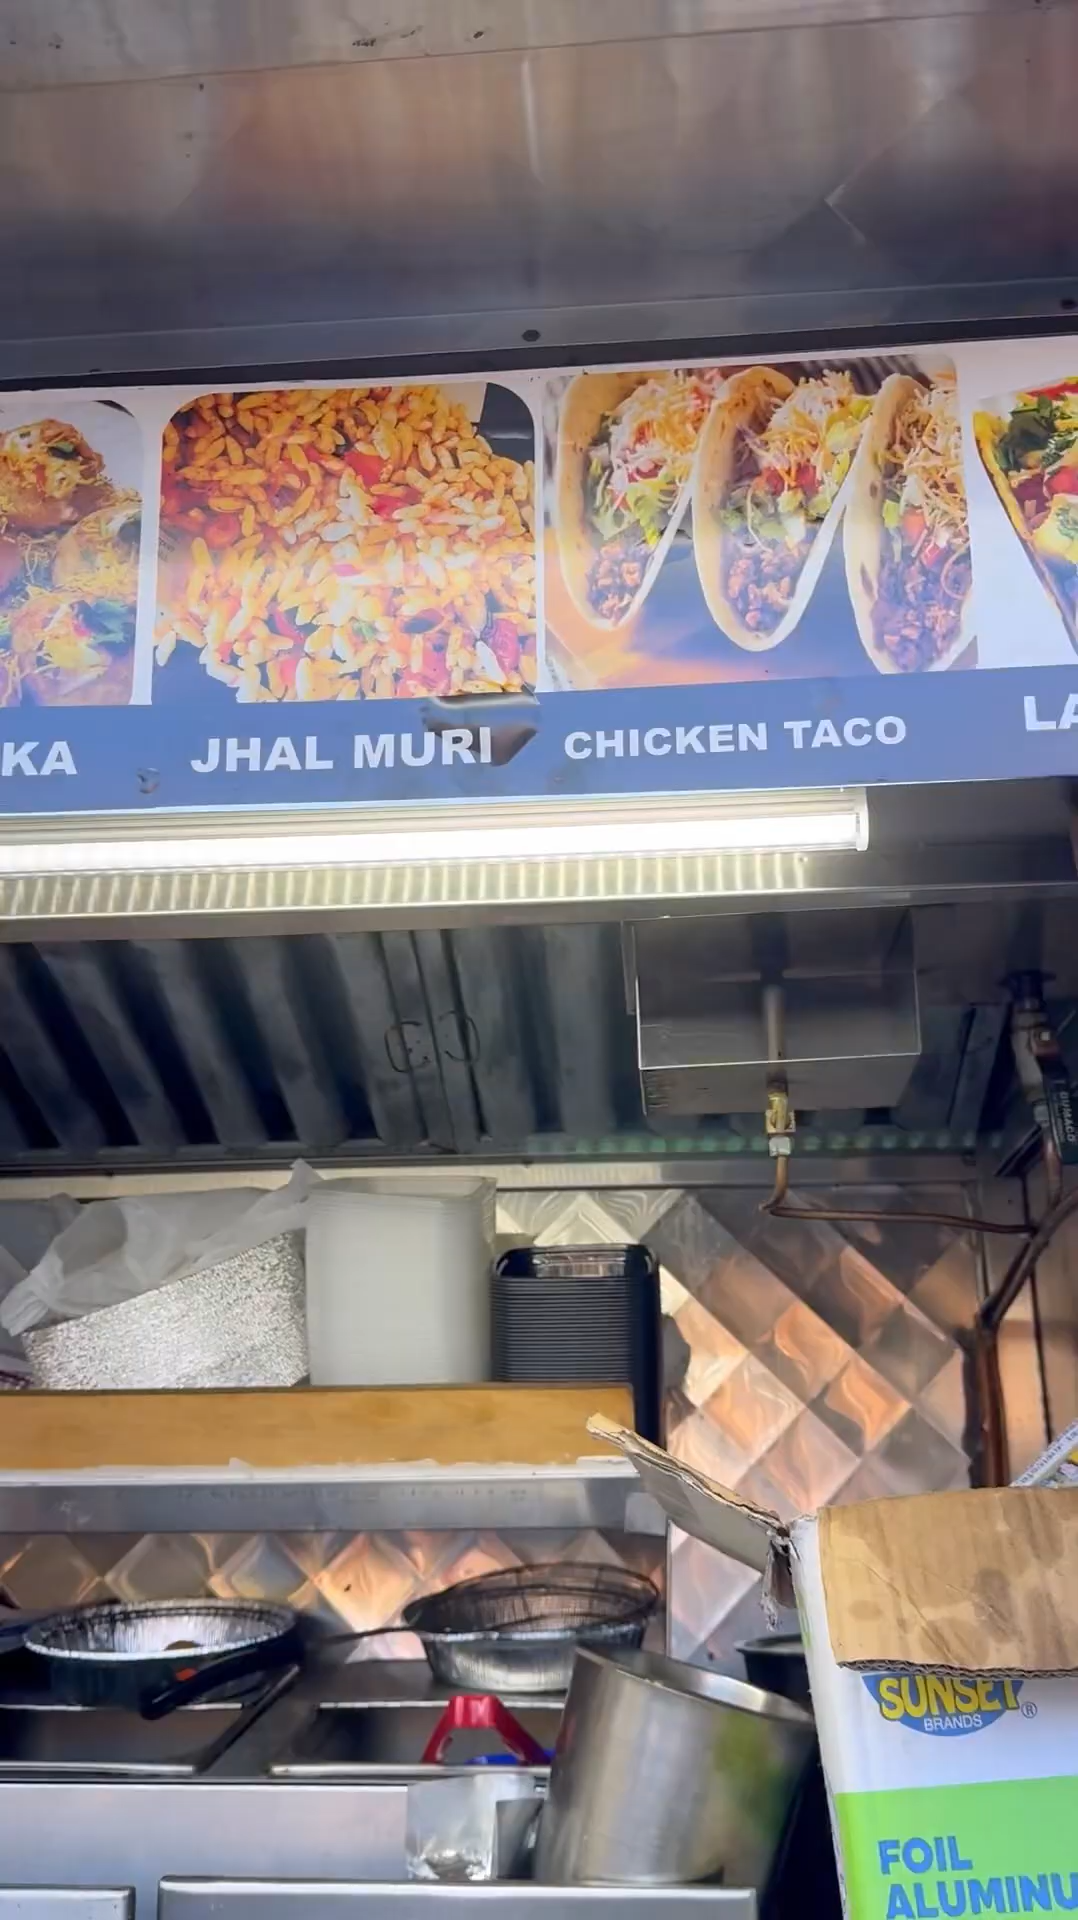 KA
JHAL MURI
CHICKEN TACO
LA
SUNSET
BRANDS
®
FOIL
ALUMINU